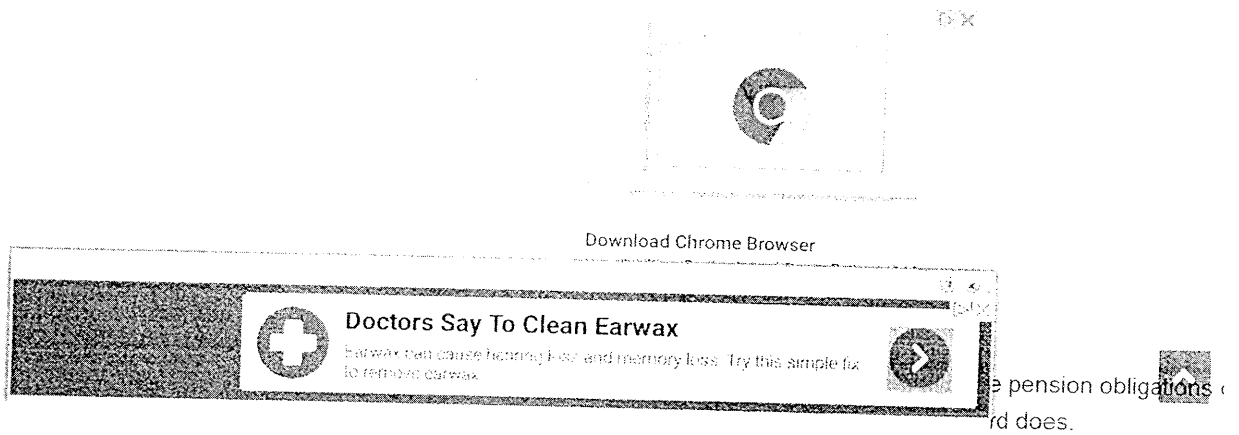 Download Chrome Browser
Doctors Say To Clean Earwax
Earwax can cause hearing loss and memory loss. Try this simple fix
to remove earwax
pension obligations
does.